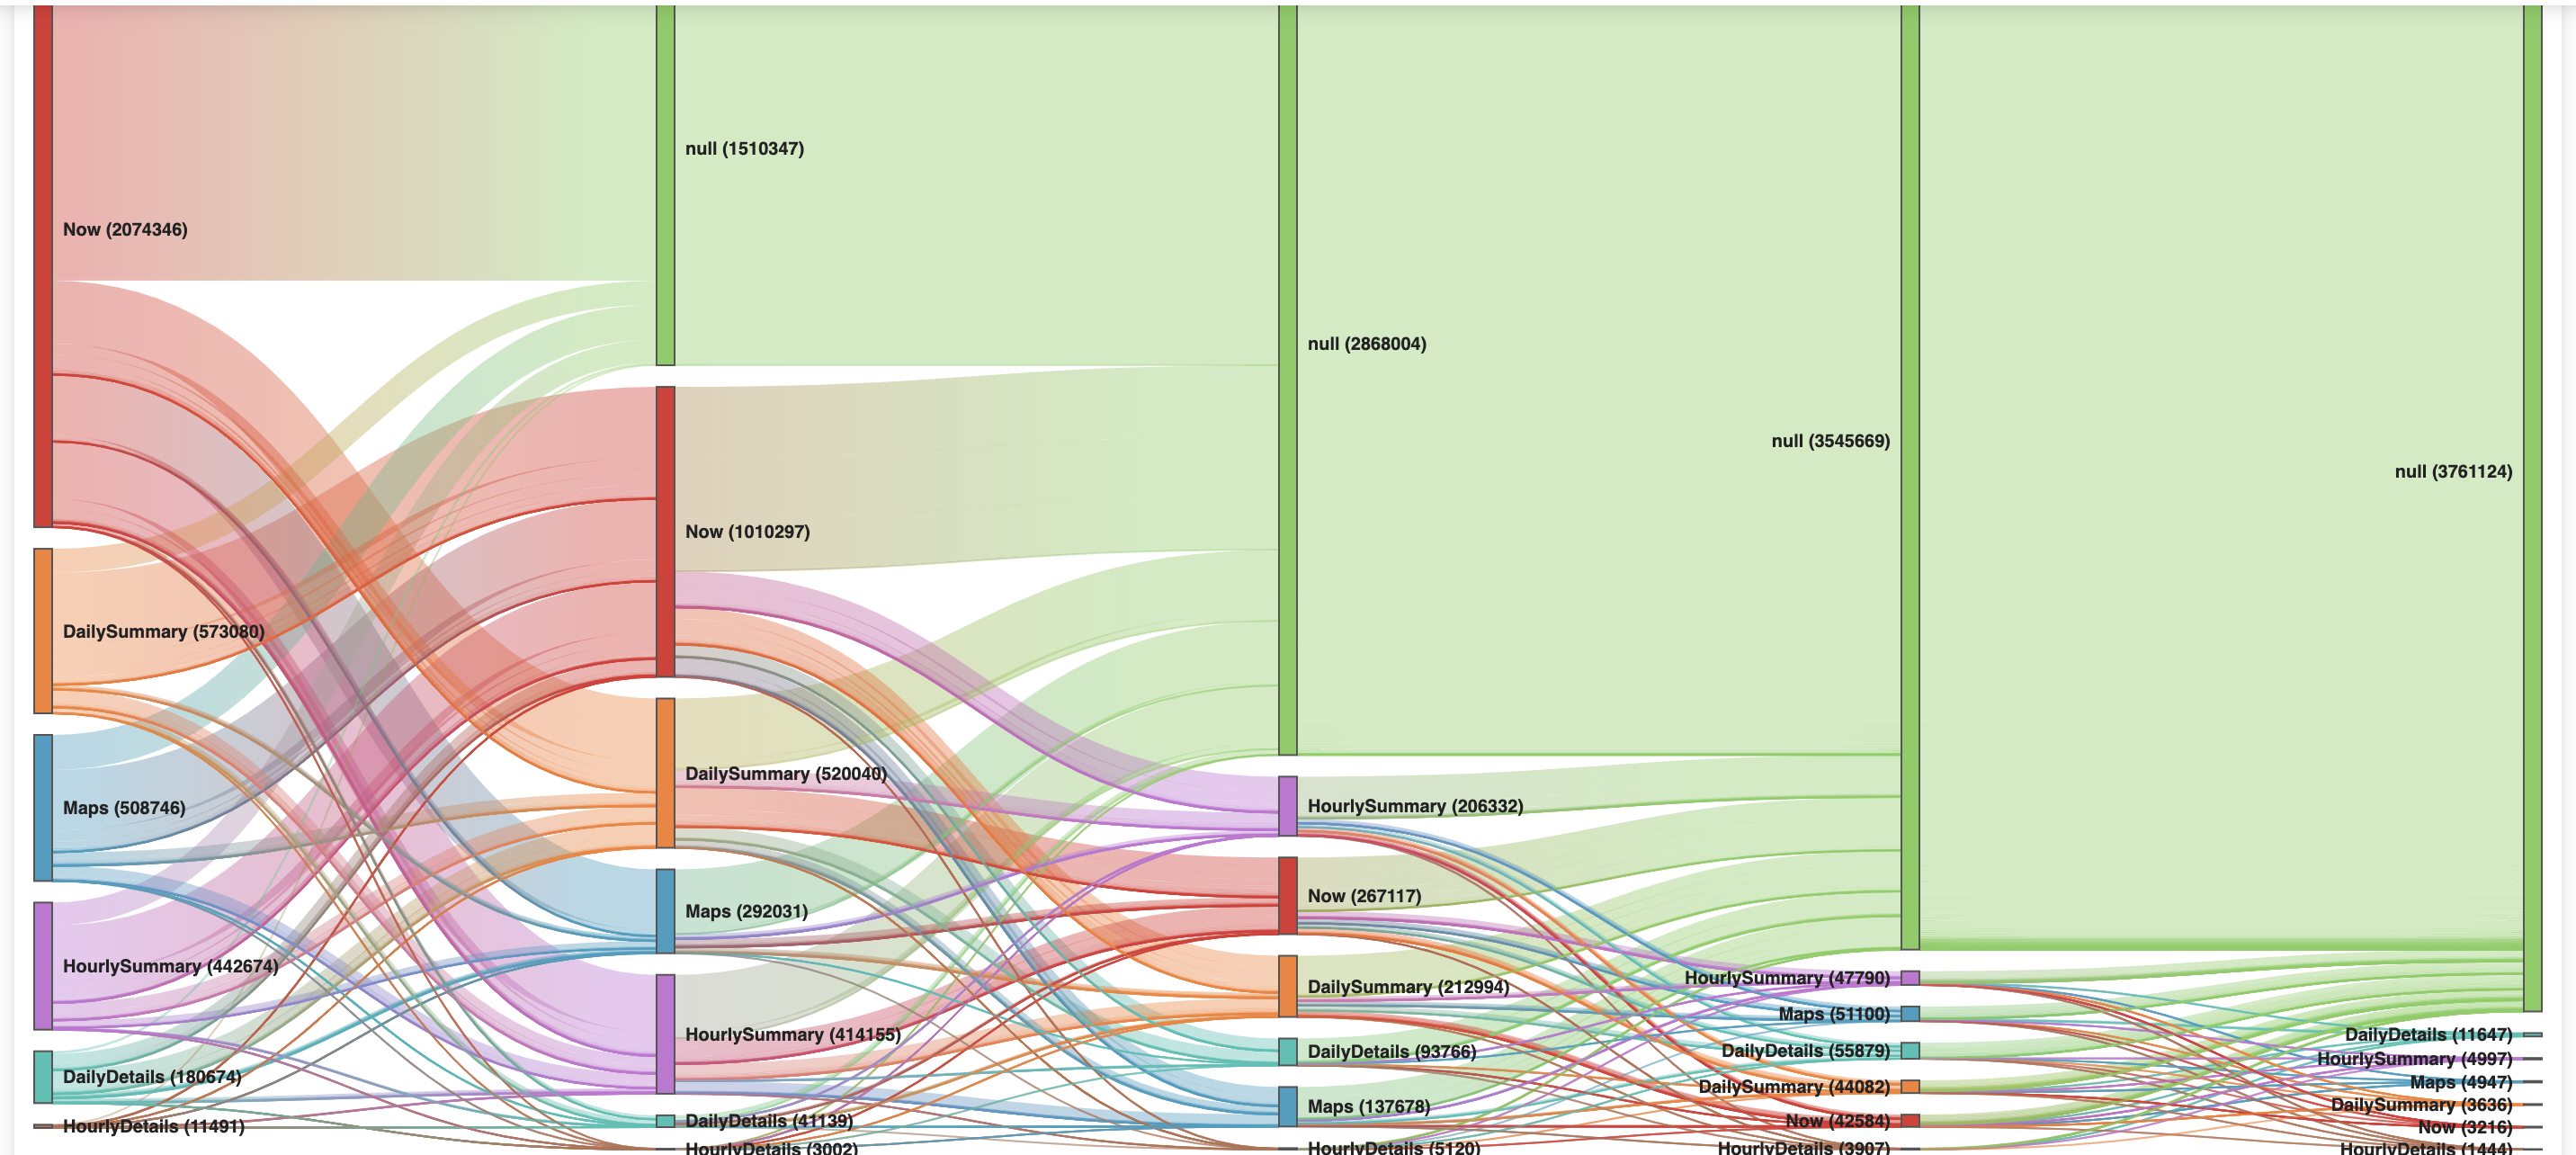 Now (2074346)
DailySummary (573080)
Maps (508746)
HourlySummary (442674)
DailyDetails (180674)
HourlyDetails (11491)
null (1510347)
Now (1010297)
DailySummary (520040)
Maps (292031)
HourlySummary (414155)
DailyDetails (41139)
HourlyDetails (3002)
null (2868004)
HourlySummary (206332)
Now (267117)
DailySummary (212994)
DailyDetails (93766)
Maps (137678)
HourlyDetails (5120)
null (3545669)
HourlySummary (47790)
Maps (51100)
DailyDetails (55879)
DailySummary (44082)
Now (42584)
HourlyDetails (3907)
null (3761124)
DailyDetails (11647)
HourlySummary (4997)
Maps (4947)
DailySummary (3636)
Now (3216)
HourlyDetails (1444)